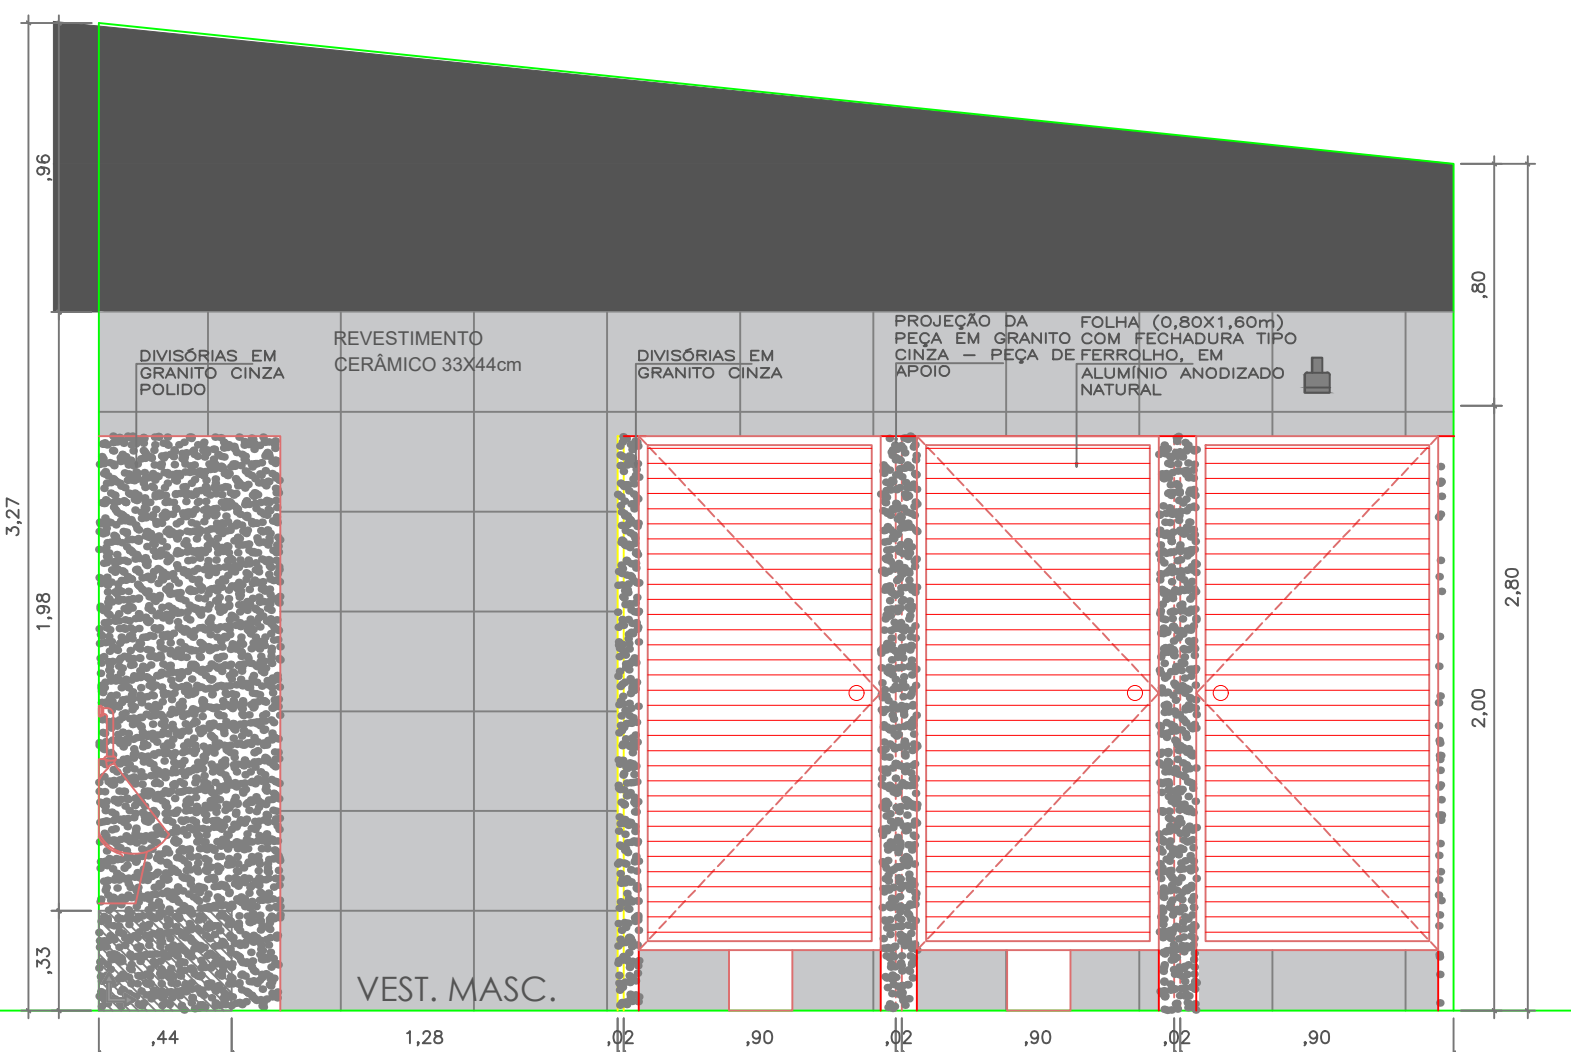 ,96
,80
PROJEÇÃO DA
PEÇA EM GRANITO
CINZA – PEÇA DE
APOIO
FOLHA (0,80X1,60m)
COM FECHADURA TIPO
FERROLHO, EM
ALUMÍNIO ANODIZADO
NATURAL
REVESTIMENTO
CERÂMICO 33X44cm
DIVISÓRIAS EM
GRANITO CINZA
POLIDO
DIVISÓRIAS EM
GRANITO CINZA
3,27
1,98
2,80
2,00
,33
VEST. MASC.
,44
1,28
,02
,90
,02
,90
,02
,90